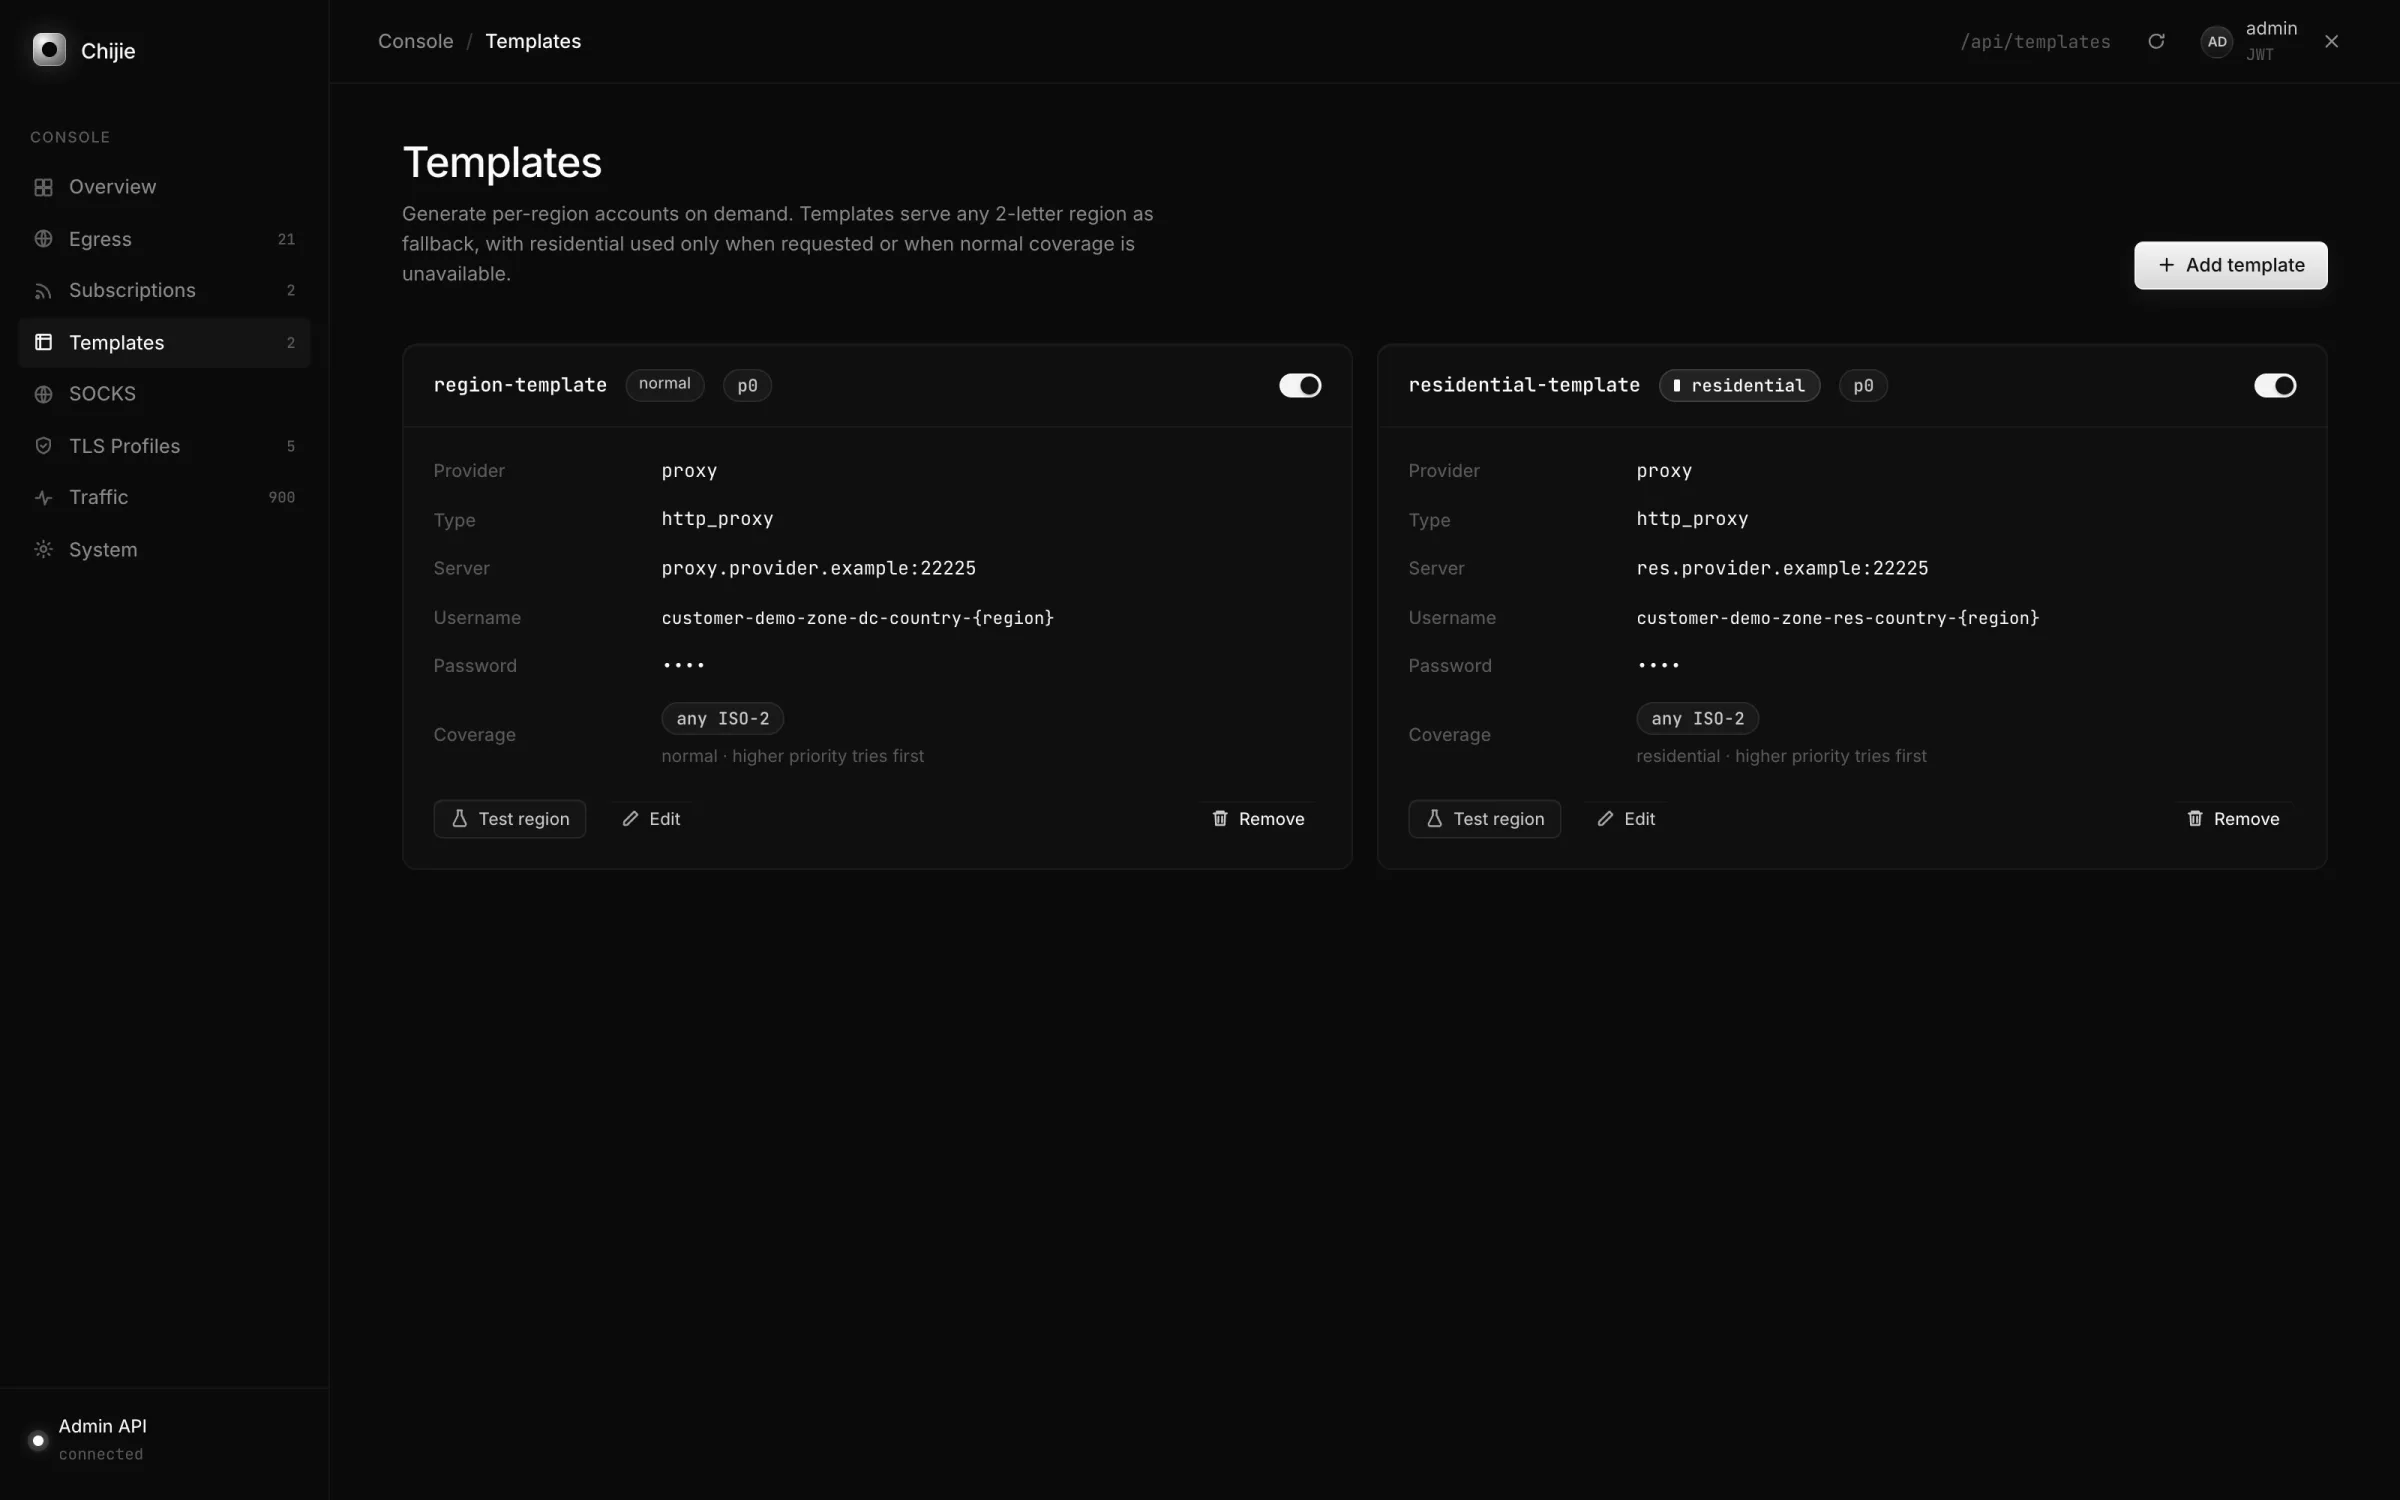 Chijie
Console / Templates
/api/templates
AD
admin
JWT
CONSOLE
Overview
Egress 21
Subscriptions 2
Templates 2
SOCKS
TLS Profiles 5
Traffic 900
System
Admin API
connected
Templates
Generate per-region accounts on demand. Templates serve any 2-letter region as
fallback, with residential used only when requested or when normal coverage is
unavailable.
+ Add template
region-template normal p0
Provider proxy
Type http_proxy
Server proxy.provider.example:22225
Username customer-demo-zone-dc-country-{region}
Password ••••
Coverage any ISO-2
normal · higher priority tries first
Test region Edit Remove
residential-template residential p0
Provider proxy
Type http_proxy
Server res.provider.example:22225
Username customer-demo-zone-res-country-{region}
Password ••••
Coverage any ISO-2
residential · higher priority tries first
Test region Edit Remove